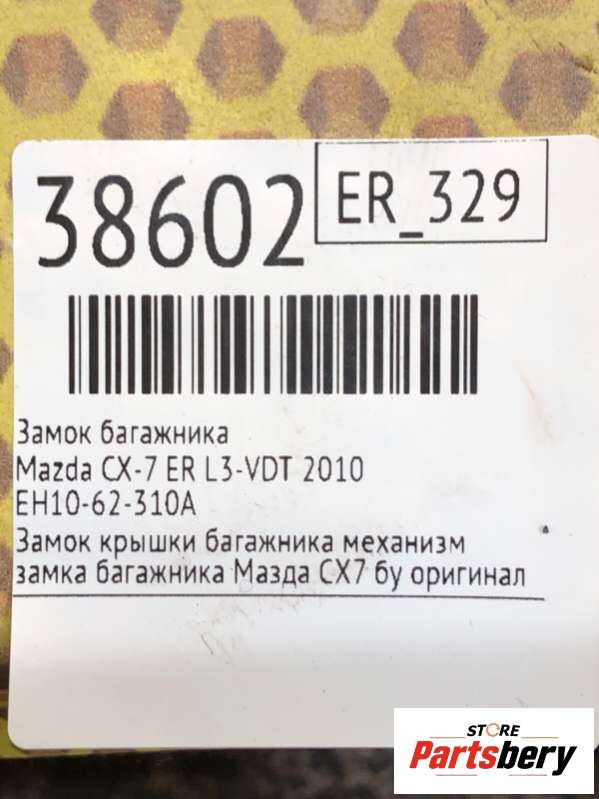 38602
ER_329
Замок багажника
Mazda CX-7 ER L3-VDT 2010
EH10-62-310A
Замок крышки багажника механизм
замка багажника Мазда CX7 бу оригинал
STORE
Partsbery